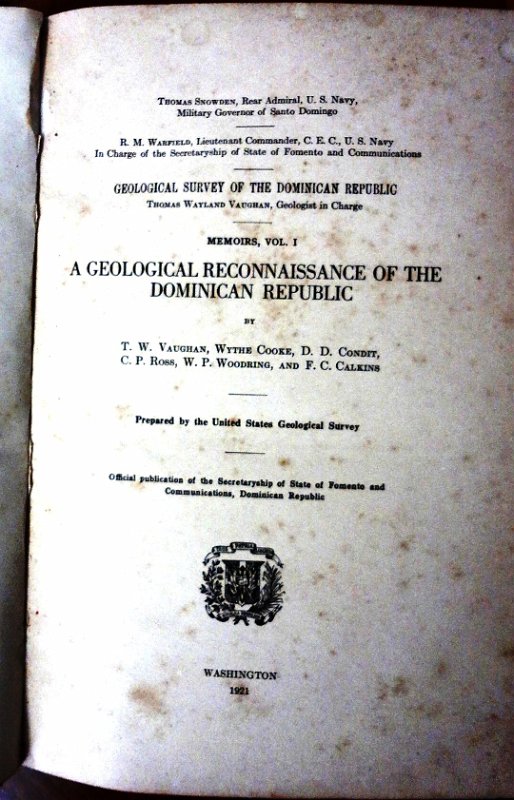 Thomas Snowden, Rear Admiral, U. S. Navy,
Military Governor of Santo Domingo
R. M. Warfield, Lieutenant Commander, C. E. C., U. S. Navy
In Charge of the Secretaryship of State of Fomento and Communications
GEOLOGICAL SURVEY OF THE DOMINICAN REPUBLIC
Thomas Wayland Vaughan, Geologist in Charge
MEMOIRS, VOL. I
A GEOLOGICAL RECONNAISSANCE OF THE
DOMINICAN REPUBLIC
BY
T. W. Vaughan, Wythe Cooke, D. D. Condit,
C. P. Ross, W. P. Woodring, and F. C. Calkins
Prepared by the United States Geological Survey
Official publication of the Secretaryship of State of Fomento and
Communications, Dominican Republic
WASHINGTON
1921